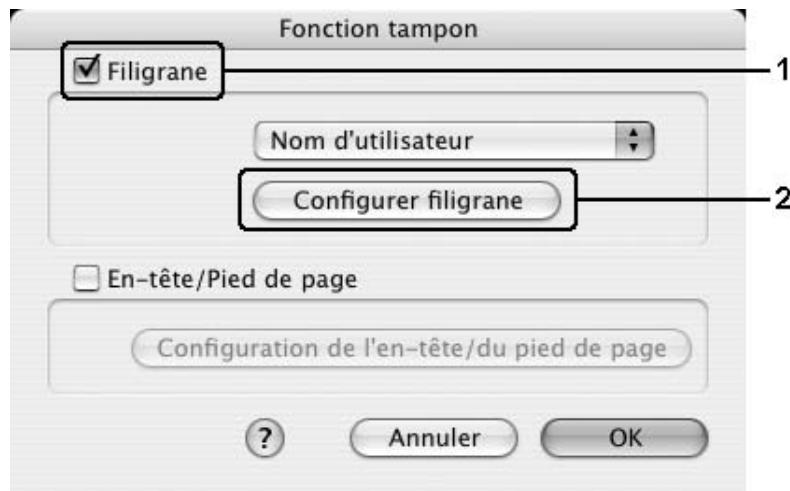 Fonction tampon
Filigrane
1
Nom d'utilisateur
Configurer filigrane
2
En-tête/Pied de page
Configuration de l'en-tête/du pied de page
?
Annuler
OK